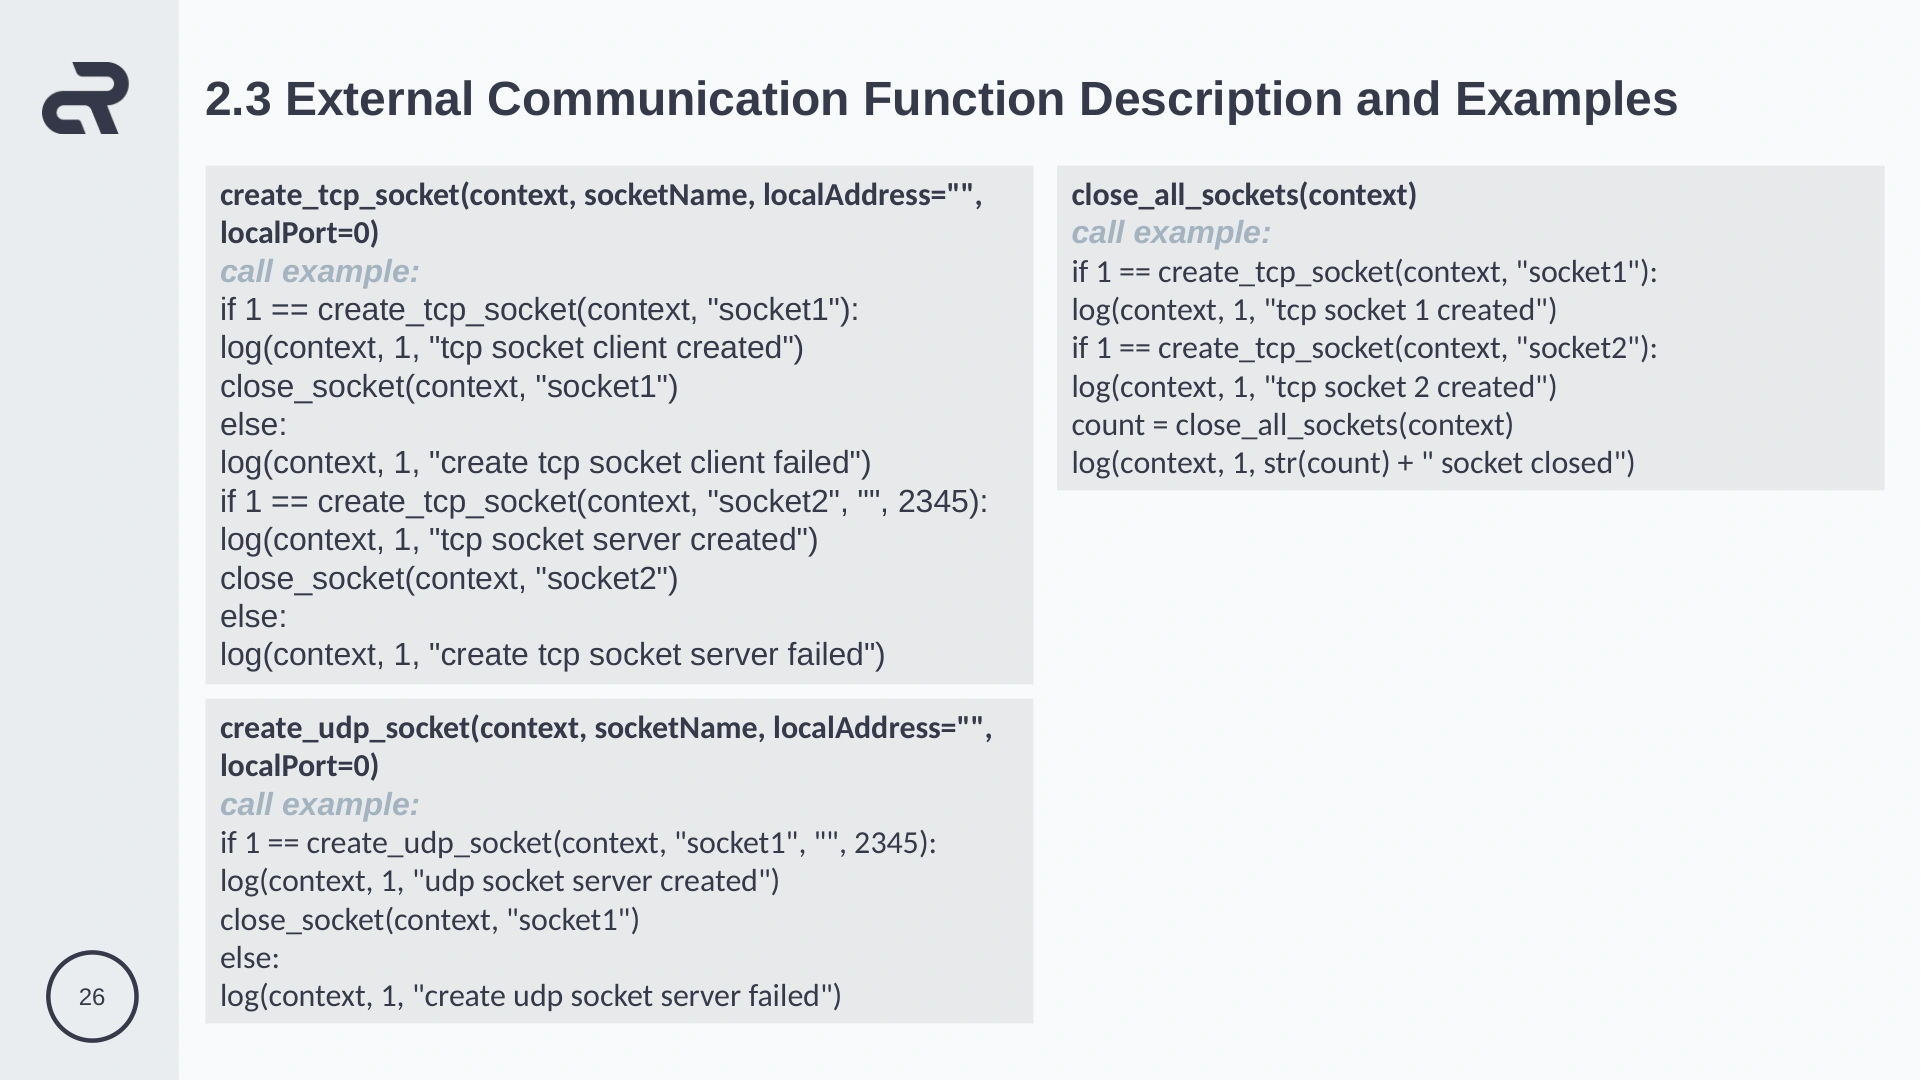 2.3 External Communication Function Description and Examples
create_tcp_socket(context, socketName, localAddress="",
localPort=0)
call example:
if 1 == create_tcp_socket(context, "socket1"):
log(context, 1, "tcp socket client created")
close_socket(context, "socket1")
else:
log(context, 1, "create tcp socket client failed")
if 1 == create_tcp_socket(context, "socket2", "", 2345):
log(context, 1, "tcp socket server created")
close_socket(context, "socket2")
else:
log(context, 1, "create tcp socket server failed")
create_udp_socket(context, socketName, localAddress="",
localPort=0)
call example:
if 1 == create_udp_socket(context, "socket1", "", 2345):
log(context, 1, "udp socket server created")
close_socket(context, "socket1")
else:
log(context, 1, "create udp socket server failed")
close_all_sockets(context)
call example:
if 1 == create_tcp_socket(context, "socket1"):
log(context, 1, "tcp socket 1 created")
if 1 == create_tcp_socket(context, "socket2"):
log(context, 1, "tcp socket 2 created")
count = close_all_sockets(context)
log(context, 1, str(count) + " socket closed")
26